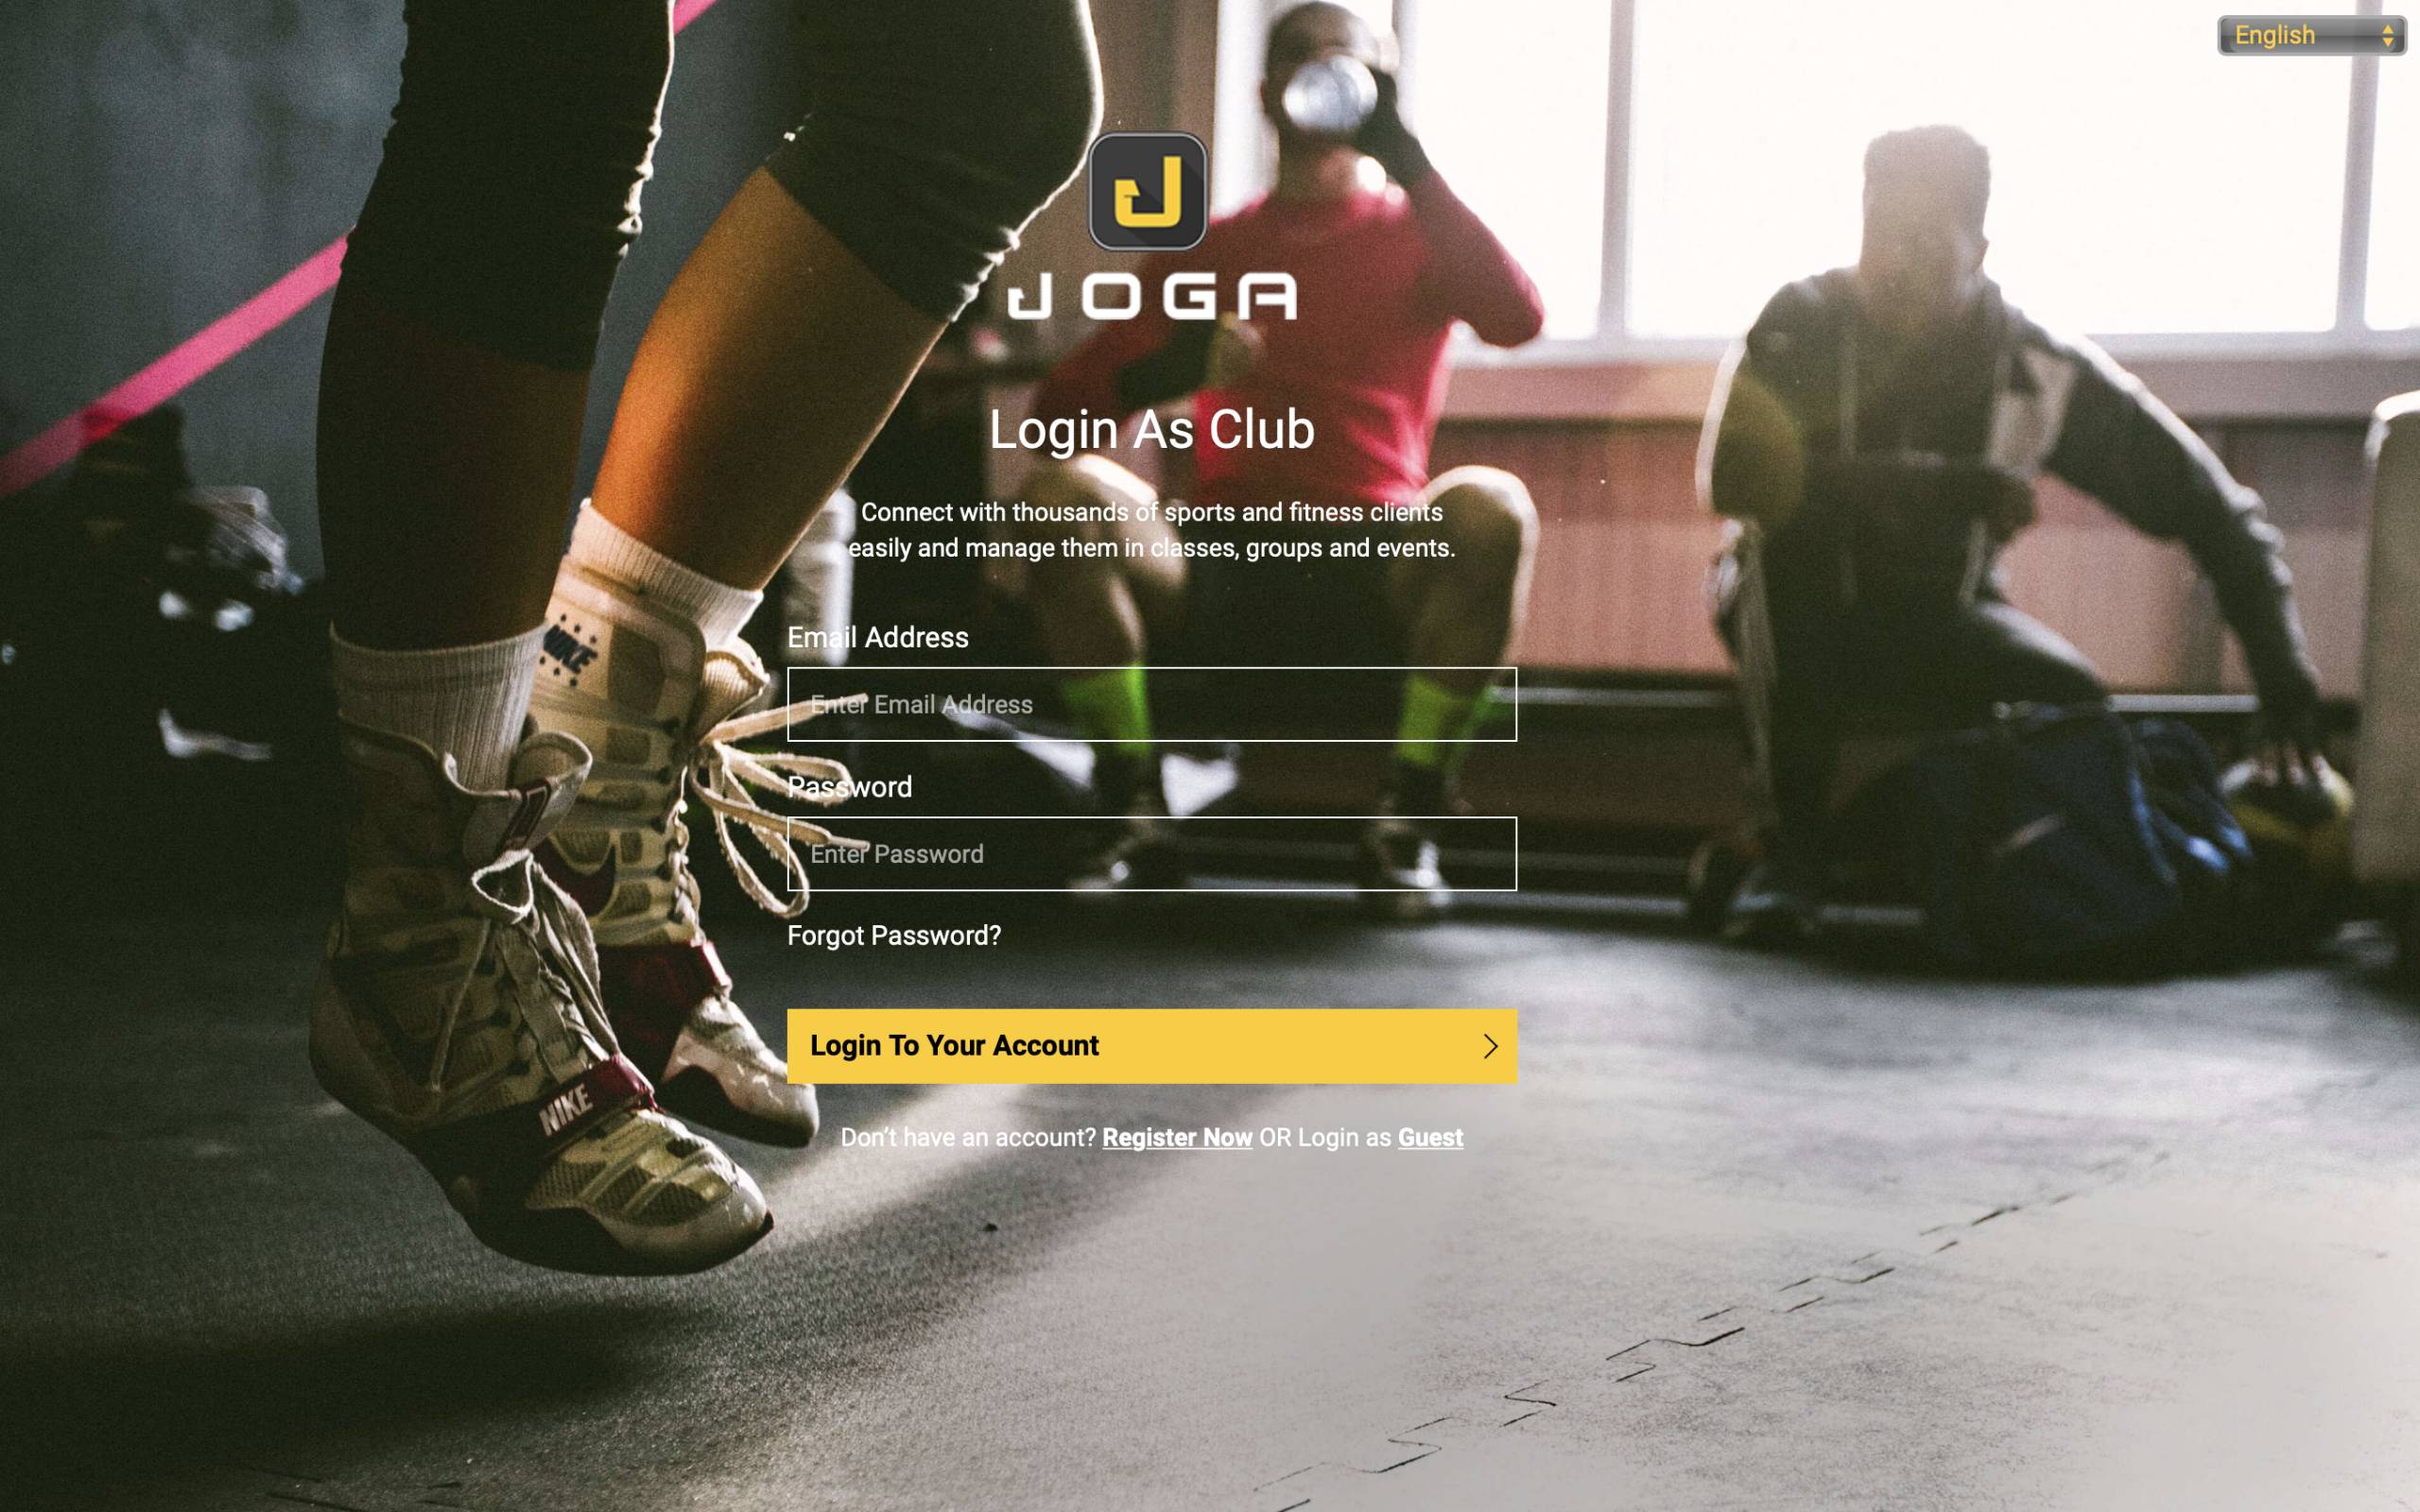 English
J
JOGA
Login As Club
Connect with thousands of sports and fitness clients
easily and manage them in classes, groups and events.
Email Address
Enter Email Address
Password
Enter Password
Forgot Password?
Login To Your Account
Don’t have an account? Register Now OR Login as Guest
NIKE
NIKE